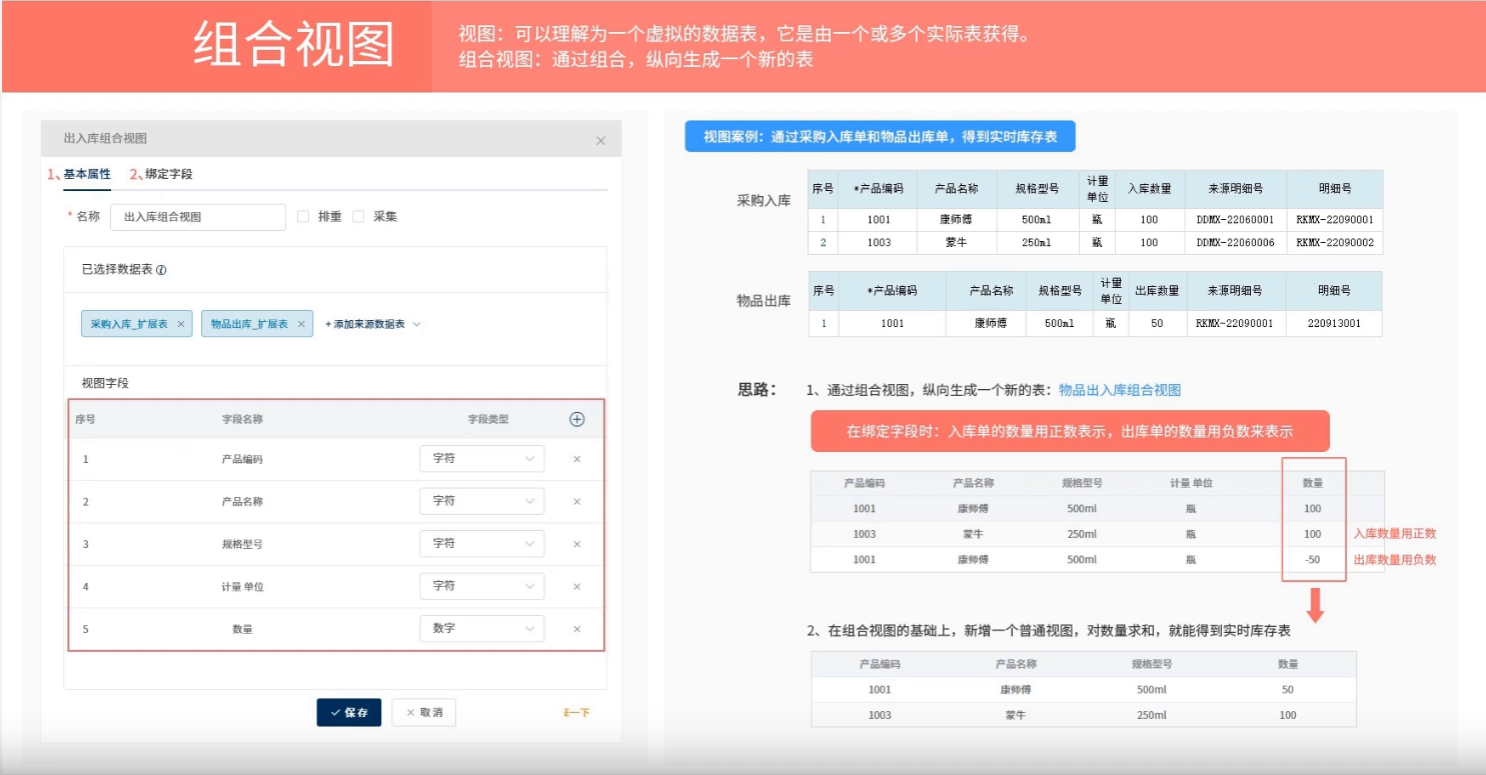 组合视图
视图：可以理解为一个虚拟的数据表，它是由一个或多个实际表获得。
组合视图：通过组合，纵向生成一个新的表
出入库组合视图 ×
1、基本属性 2、绑定字段
* 名称 出入库组合视图 排重 采集
已选择数据表
采购入库_扩展表 × 物品出库_扩展表 × +添加来源数据表
视图字段
序号 字段名称 字段类型
1 产品编码 字符 ×
2 产品名称 字符 ×
3 规格型号 字符 ×
4 计量 单位 字符 ×
5 数量 数字 ×
保存 × 取消
一下
视图案例：通过采购入库单和物品出库单，得到实时库存表
采购入库
序号 *产品编码 产品名称 规格型号 计量单位 入库数量 来源明细号 明细号
1 1001 康师傅 500ml 瓶 100 DDMX-22060001 RKMX-22090001
2 1003 蒙牛 250ml 瓶 100 DDMX-22060006 RKMX-22090002
物品出库
序号 *产品编码 产品名称 规格型号 计量单位 出库数量 来源明细号 明细号
1 1001 康师傅 500ml 瓶 50 RKMX-22090001 220913001
思路： 1、通过组合视图，纵向生成一个新的表：物品出入库组合视图
在绑定字段时：入库单的数量用正数表示，出库单的数量用负数来表示
产品编码 产品名称 规格型号 计量 单位 数量
1001 康师傅 500ml 瓶 100
1003 蒙牛 250ml 瓶 100 入库数量用正数
1001 康师傅 500ml 瓶 -50 出库数量用负数
2、在组合视图的基础上，新增一个普通视图，对数量求和，就能得到实时库存表
产品编码 产品名称 规格型号 数量
1001 康师傅 500ml 50
1003 蒙牛 250ml 100